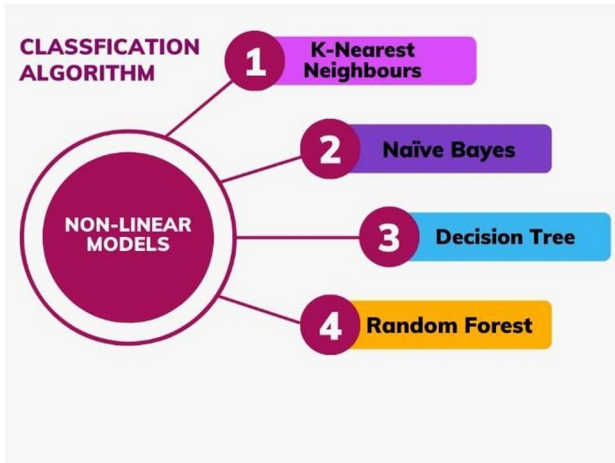 CLASSFICATION
ALGORITHM
1
K-Nearest
Neighbours
2
Naïve Bayes
NON-LINEAR
MODELS
3
Decision Tree
4
Random Forest